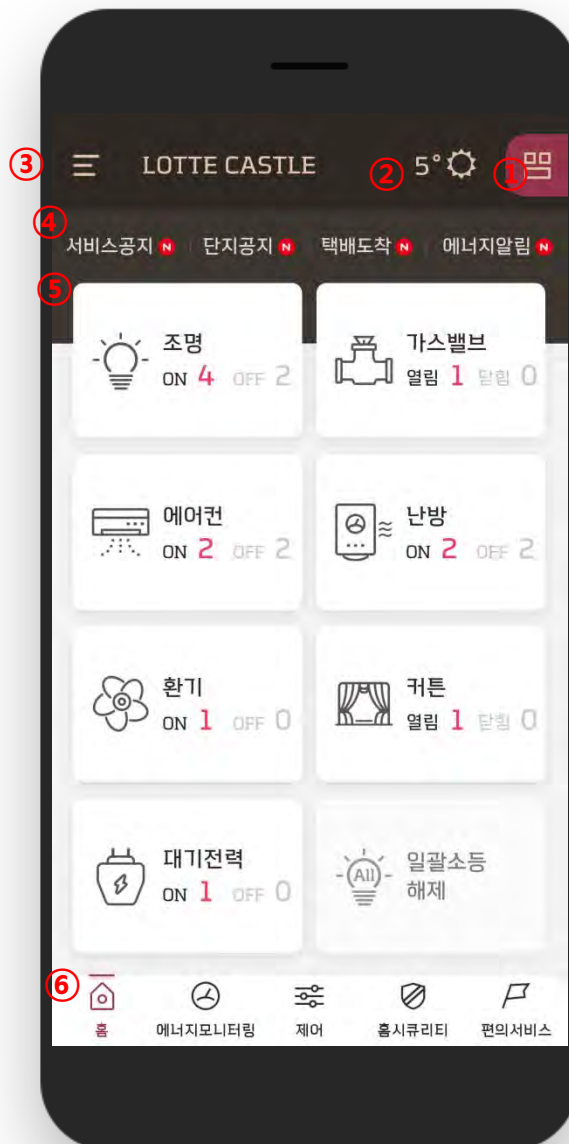 ③ LOTTE CASTLE ② 5° ①
④
서비스공지 N 단지공지 N 택배도착 N 에너지알림 N
⑤
조명
ON 4 OFF 2
가스밸브
열림 1 닫힘 0
에어컨
ON 2 OFF 2
난방
ON 2 OFF 2
환기
ON 1 OFF 0
커튼
열림 1 닫힘 0
대기전력
ON 1 OFF 0
All
일괄소등
해제
⑥
홈 에너지모니터링 제어 홈시큐리티 편의서비스